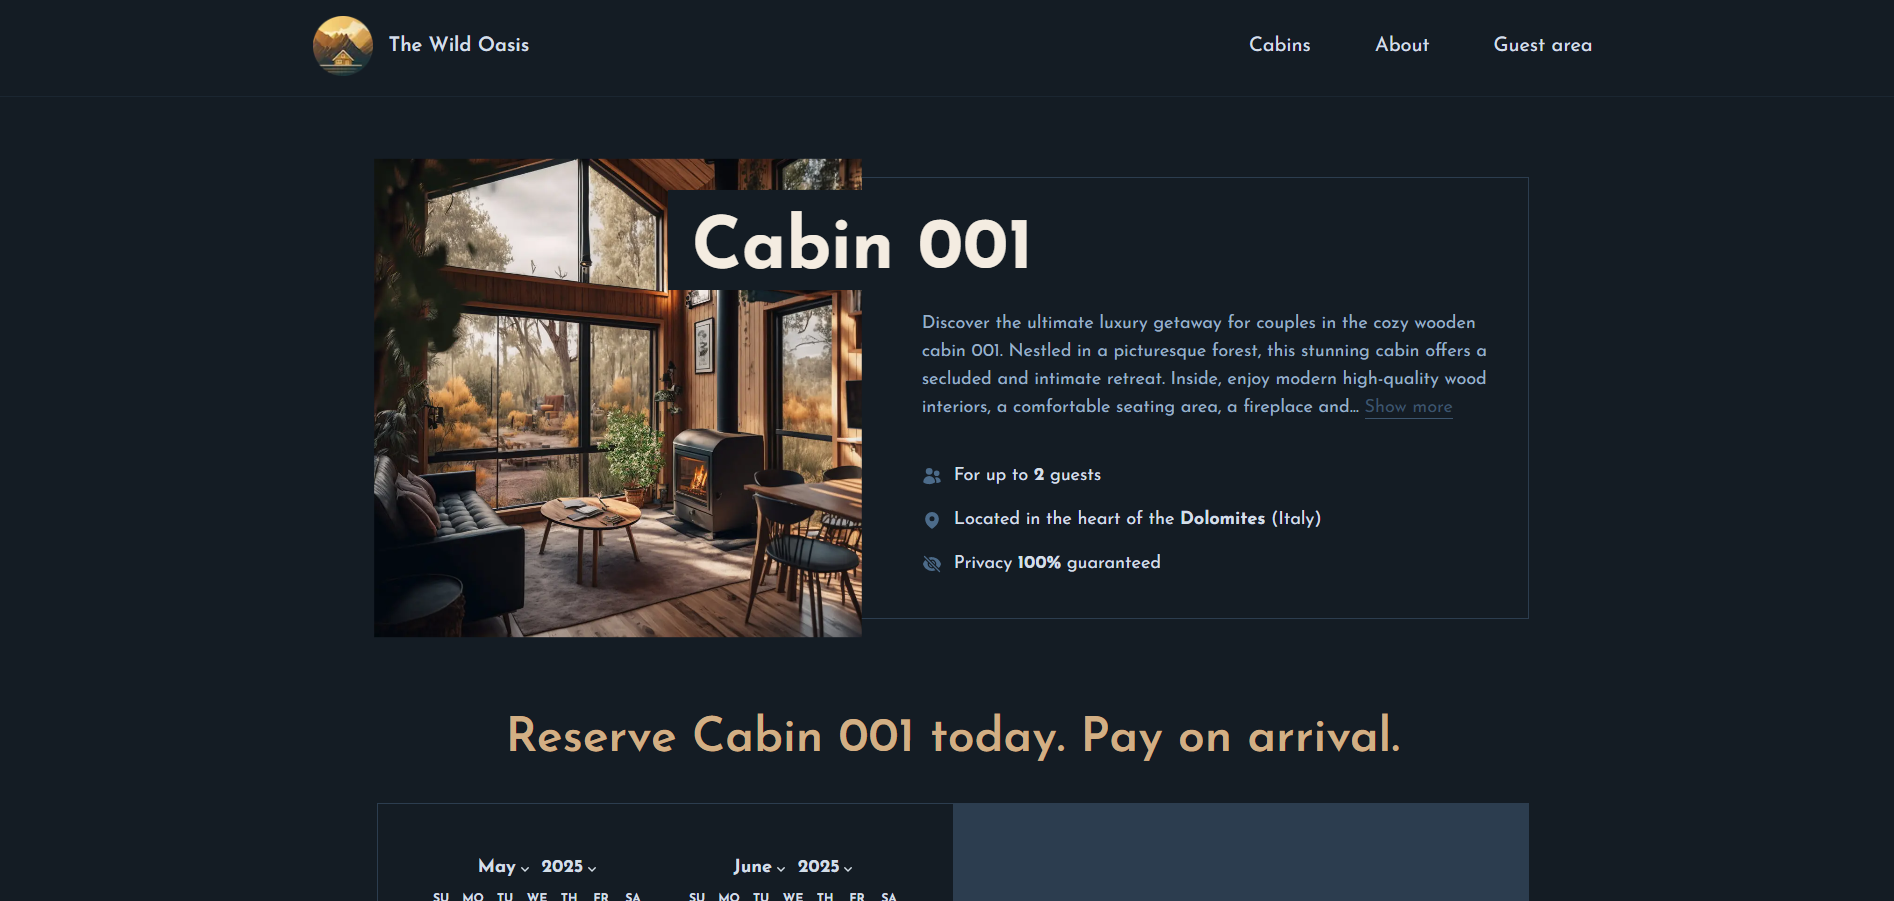 The Wild Oasis
Cabins
About
Guest area
Cabin 001
Discover the ultimate luxury getaway for couples in the cozy wooden
cabin 001. Nestled in a picturesque forest, this stunning cabin offers a
secluded and intimate retreat. Inside, enjoy modern high-quality wood
interiors, a comfortable seating area, a fireplace and... Show more
For up to 2 guests
Located in the heart of the Dolomites (Italy)
Privacy 100% guaranteed
Reserve Cabin 001 today. Pay on arrival.
May 2025
SU MO TU WE TH FR SA
June 2025
SU MO TU WE TH FR SA